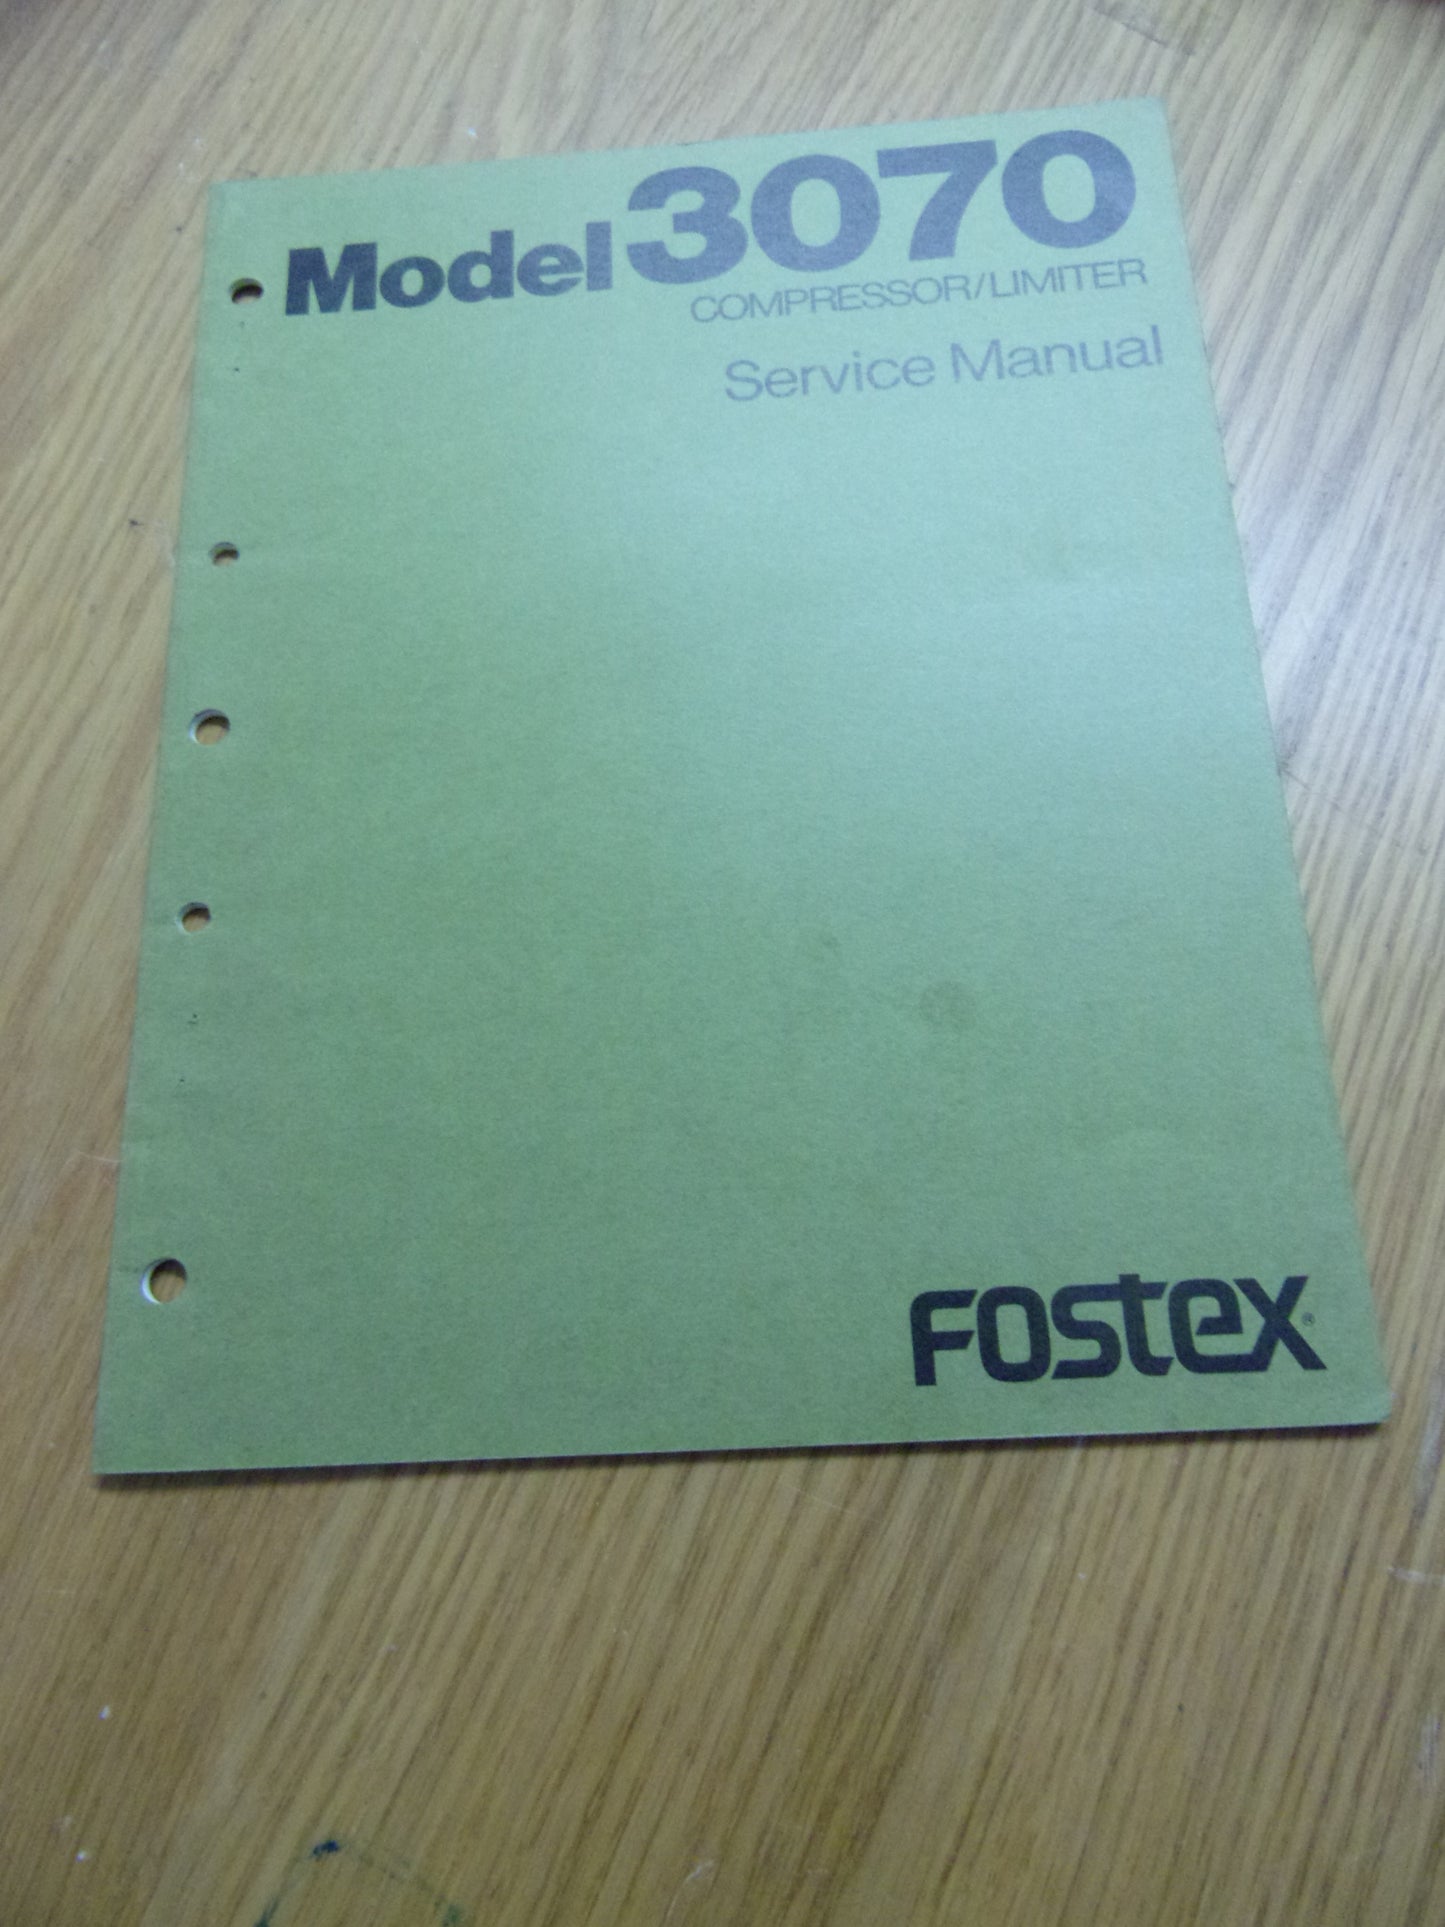 Model 3070
COMPRESSOR/LIMITER
Service Manual
FOSTEX®